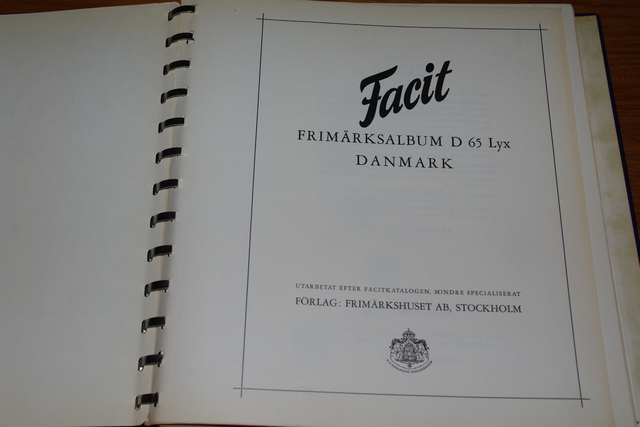 Facit
FRIMÄRKSALBUM D 65 Lyx
DANMARK
UTARBETAT EFTER FACITKATALOGEN, MINDRE SPECIALISERAT
FÖRLAG: FRIMÄRKSHUSET AB, STOCKHOLM